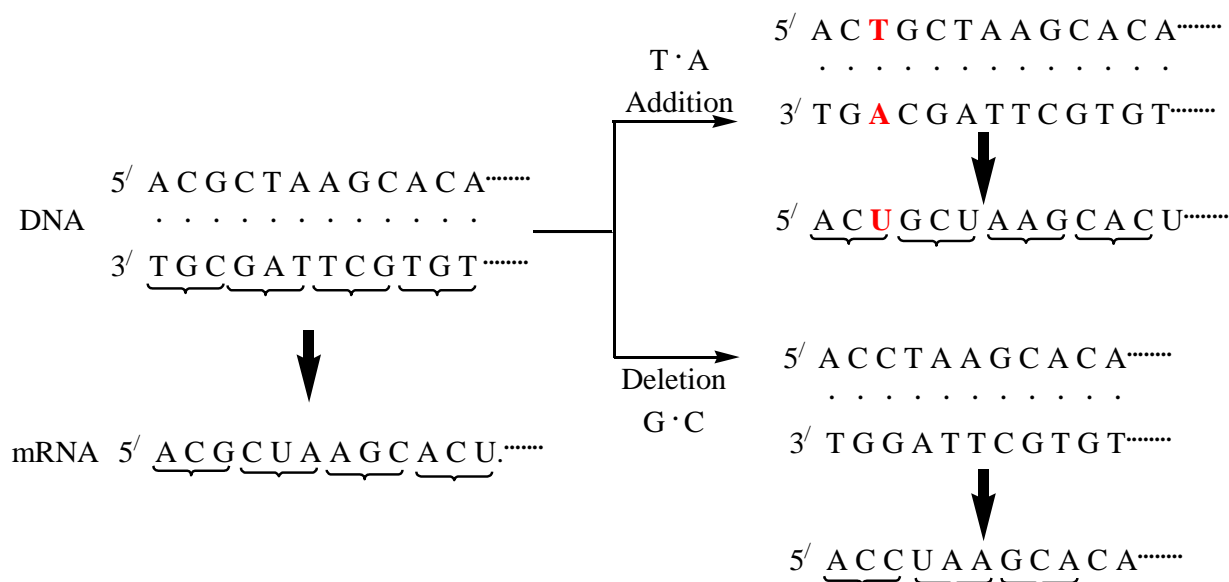 5/ A C T G C T A A G C A C A........
T · A
. . . . . . . . . . . . .
Addition
3/ T G A C G A T T C G T G T........
5/ A C G C T A A G C A C A........
DNA
. . . . . . . . . . . .
5/ A C U G C U A A G C A C U........
3/ T G C G A T T C G T G T........
5/ A C C T A A G C A C A........
Deletion
. . . . . . . . . . .
G · C
3/ T G G A T T C G T G T........
mRNA 5/ A C G C U A A G C A C U........
5/ A C C U A A G C A C A........